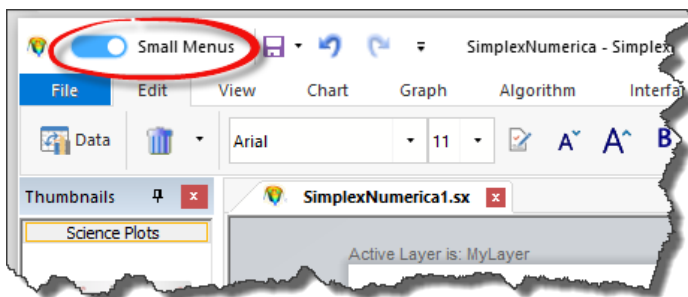 Small Menus SimplexNumerica - Simplex
File Edit View Chart Graph Algorithm Interfa
Data Arial 11 A A B
Thumbnails SimplexNumerica1.sx
Science Plots
Active Layer is: MyLayer